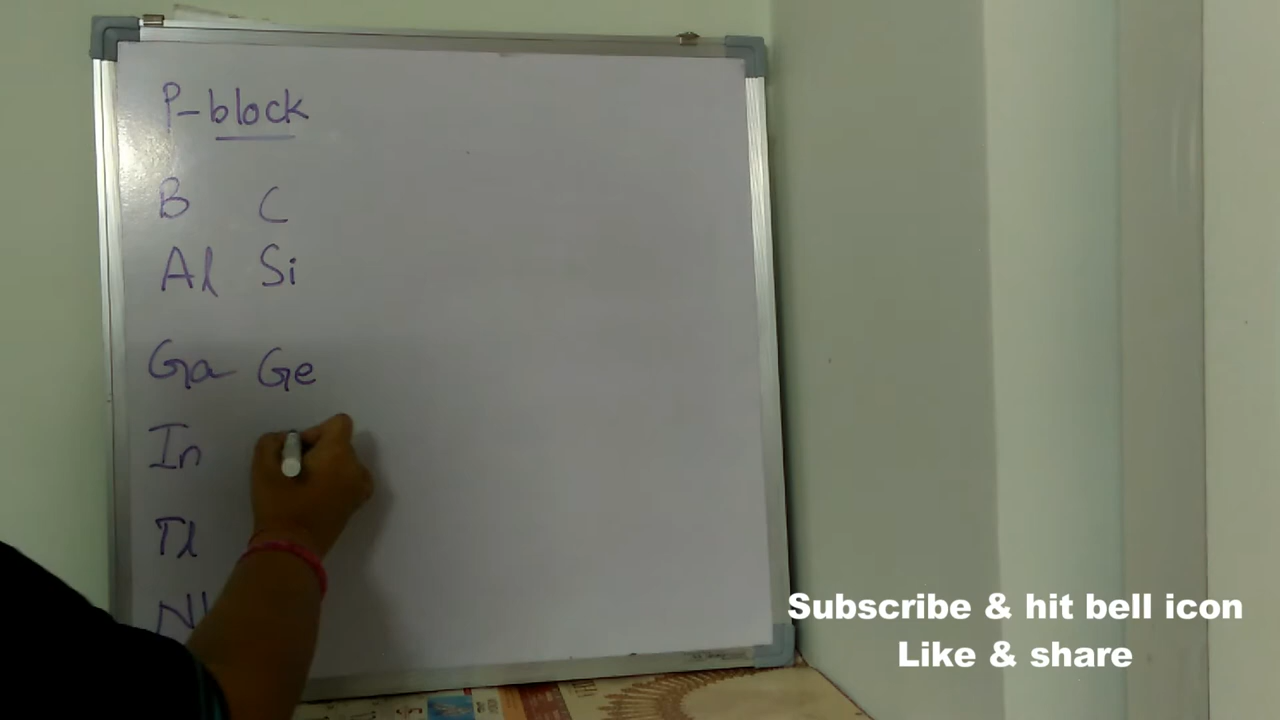 P-block
B C
Al Si
Ga Ge
In
Tl
Subscribe & hit bell icon
Like & share